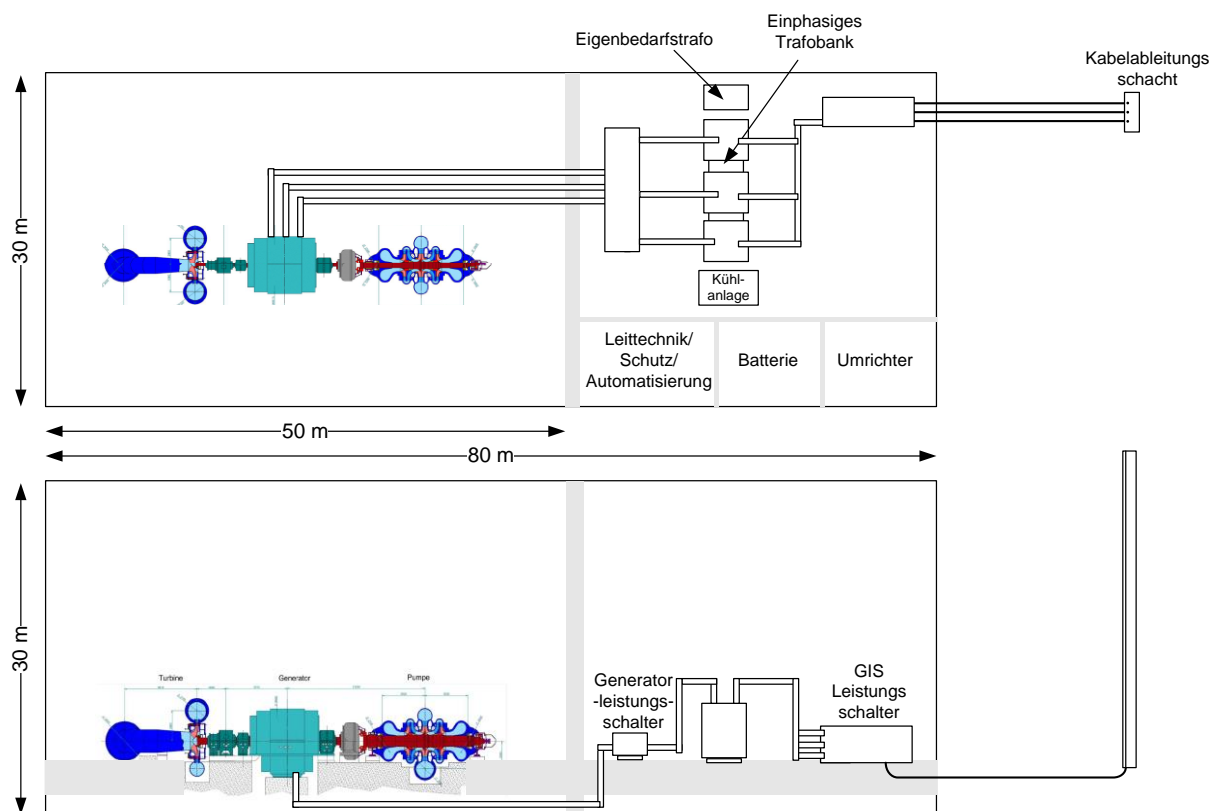 Einphasiges
Trafobank
Eigenbedarfstrafo
Kabelableitungs
schacht
30 m
Kühl-
anlage
Leittechnik/
Schutz/
Automatisierung
Batterie
Umrichter
50 m
80 m
30 m
Turbine
Generator
Pumpe
Generator
-leistungs-
schalter
GIS
Leistungs
schalter